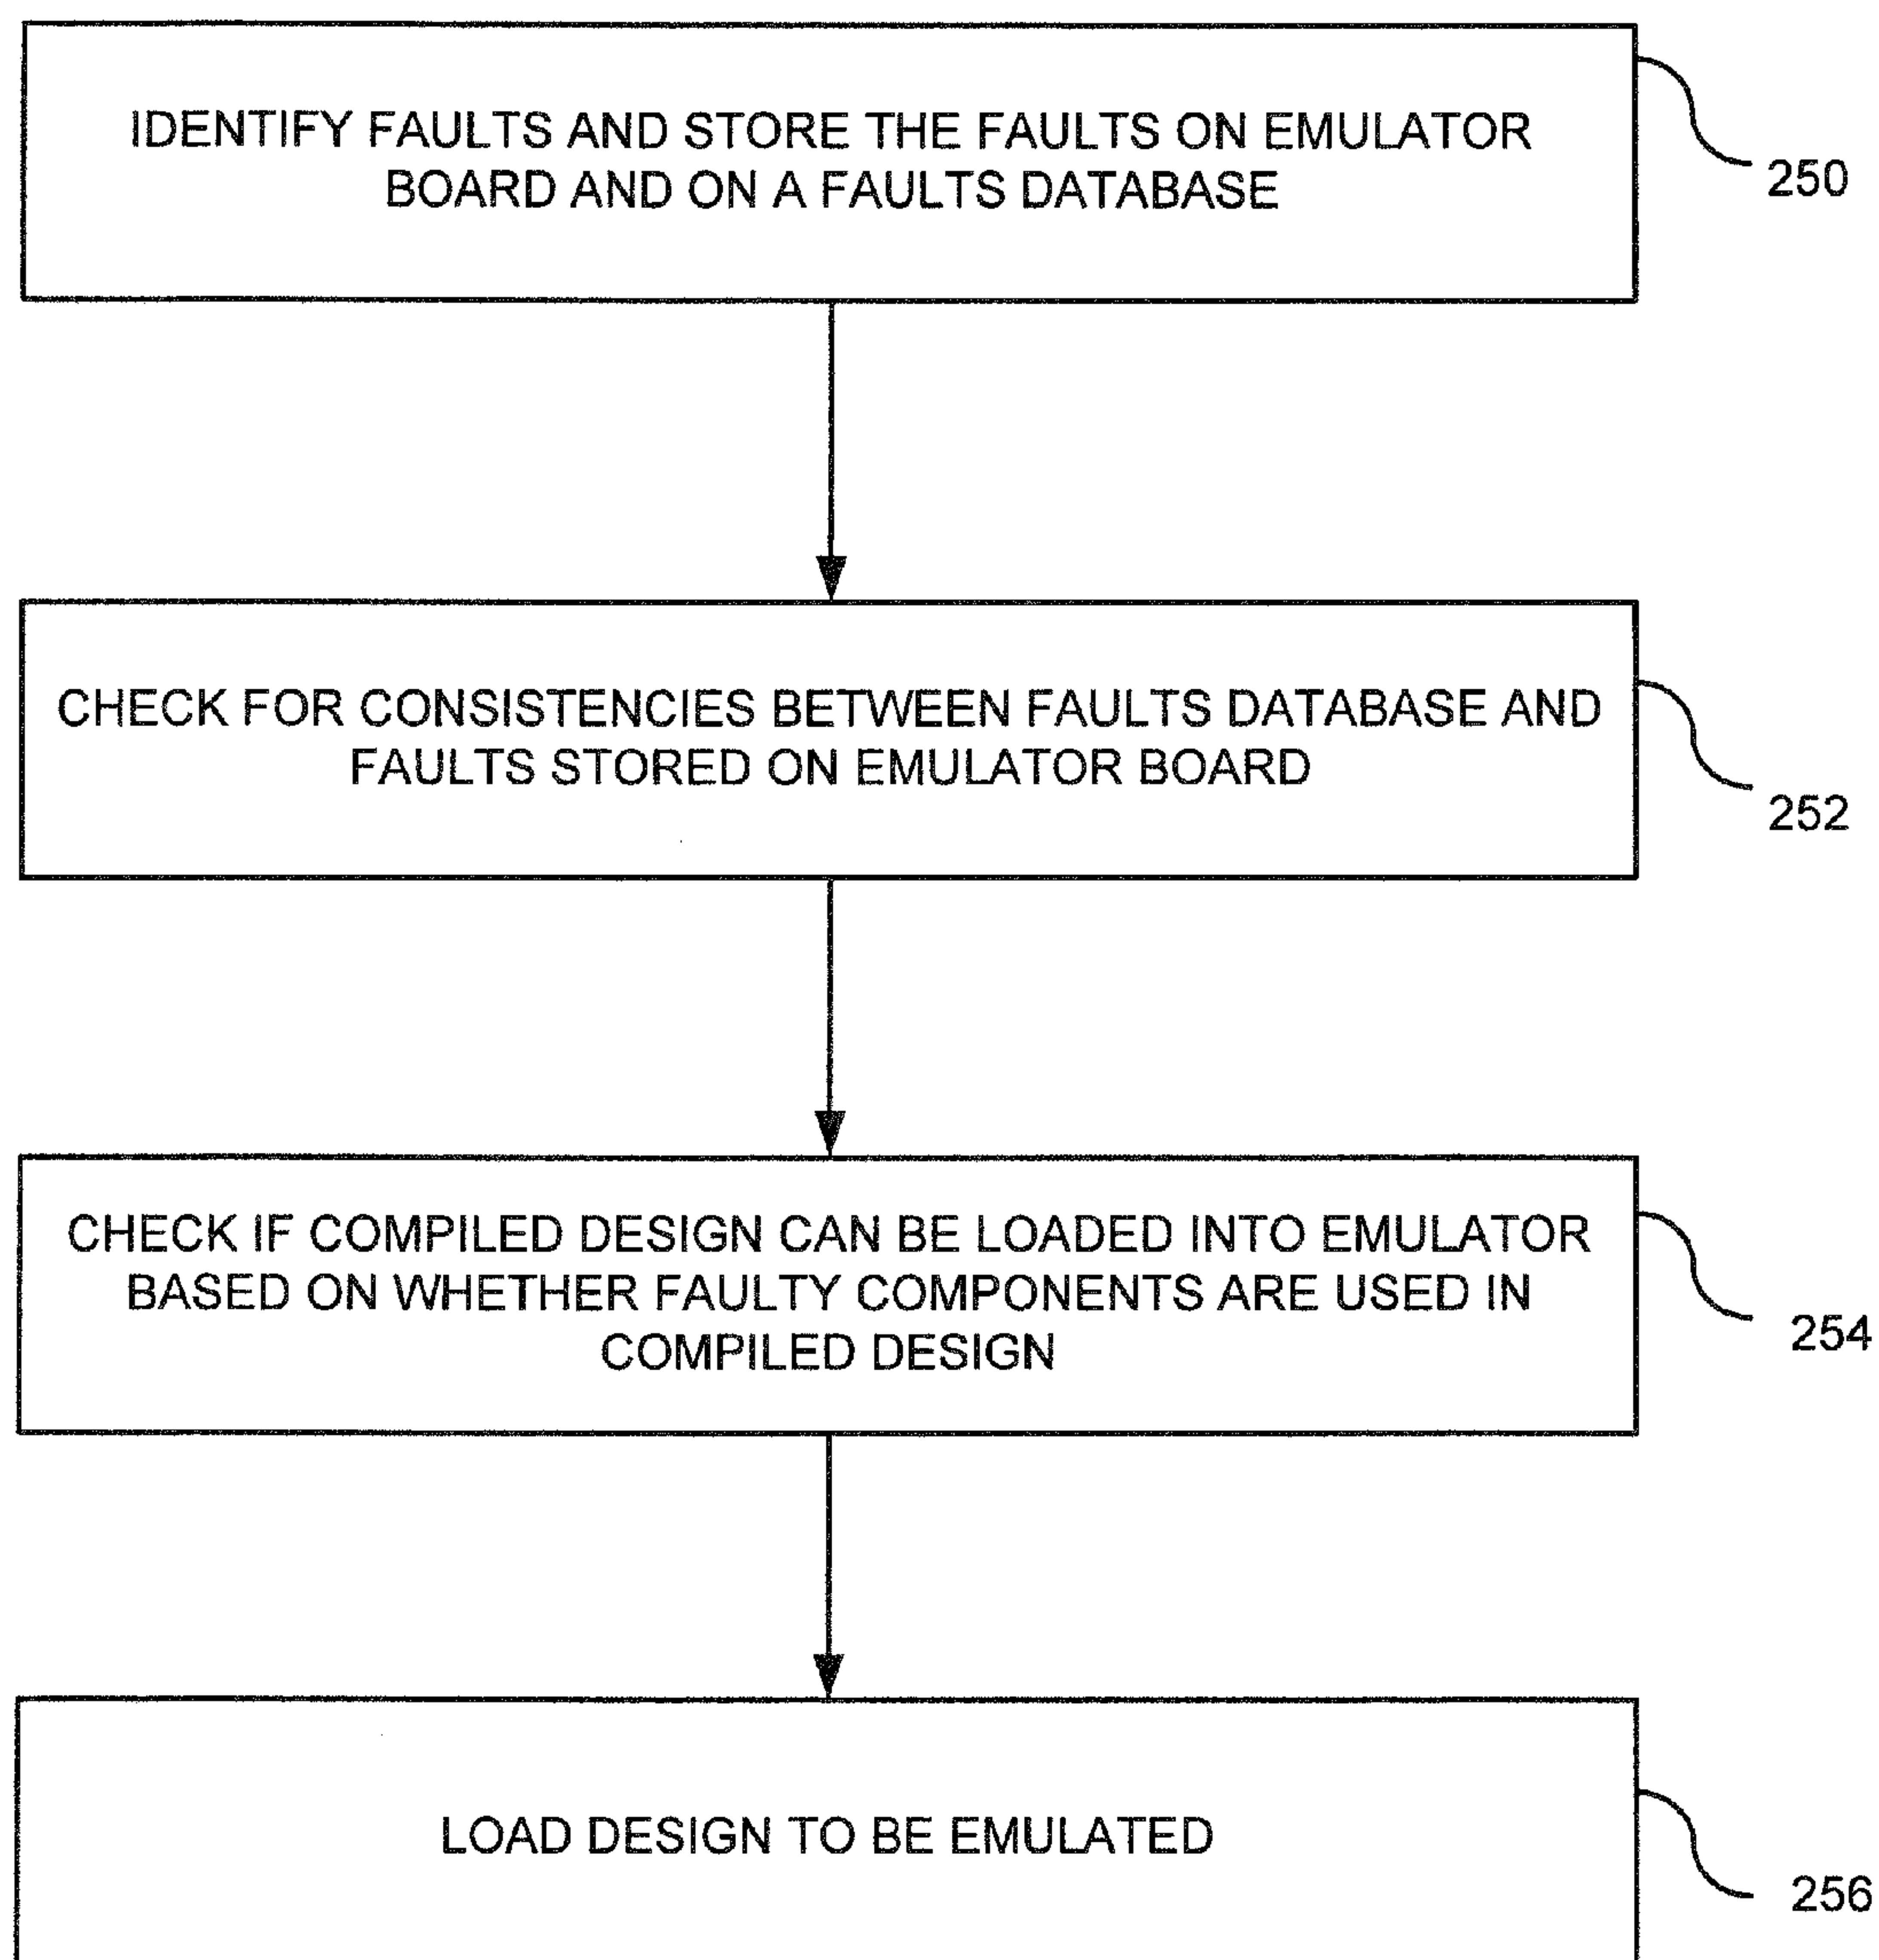 IDENTIFY FAULTS AND STORE THE FAULTS ON EMULATOR
BOARD AND ON A FAULTS DATABASE
250
CHECK FOR CONSISTENCIES BETWEEN FAULTS DATABASE AND
FAULTS STORED ON EMULATOR BOARD
252
CHECK IF COMPILED DESIGN CAN BE LOADED INTO EMULATOR
BASED ON WHETHER FAULTY COMPONENTS ARE USED IN
COMPILED DESIGN
254
LOAD DESIGN TO BE EMULATED
256